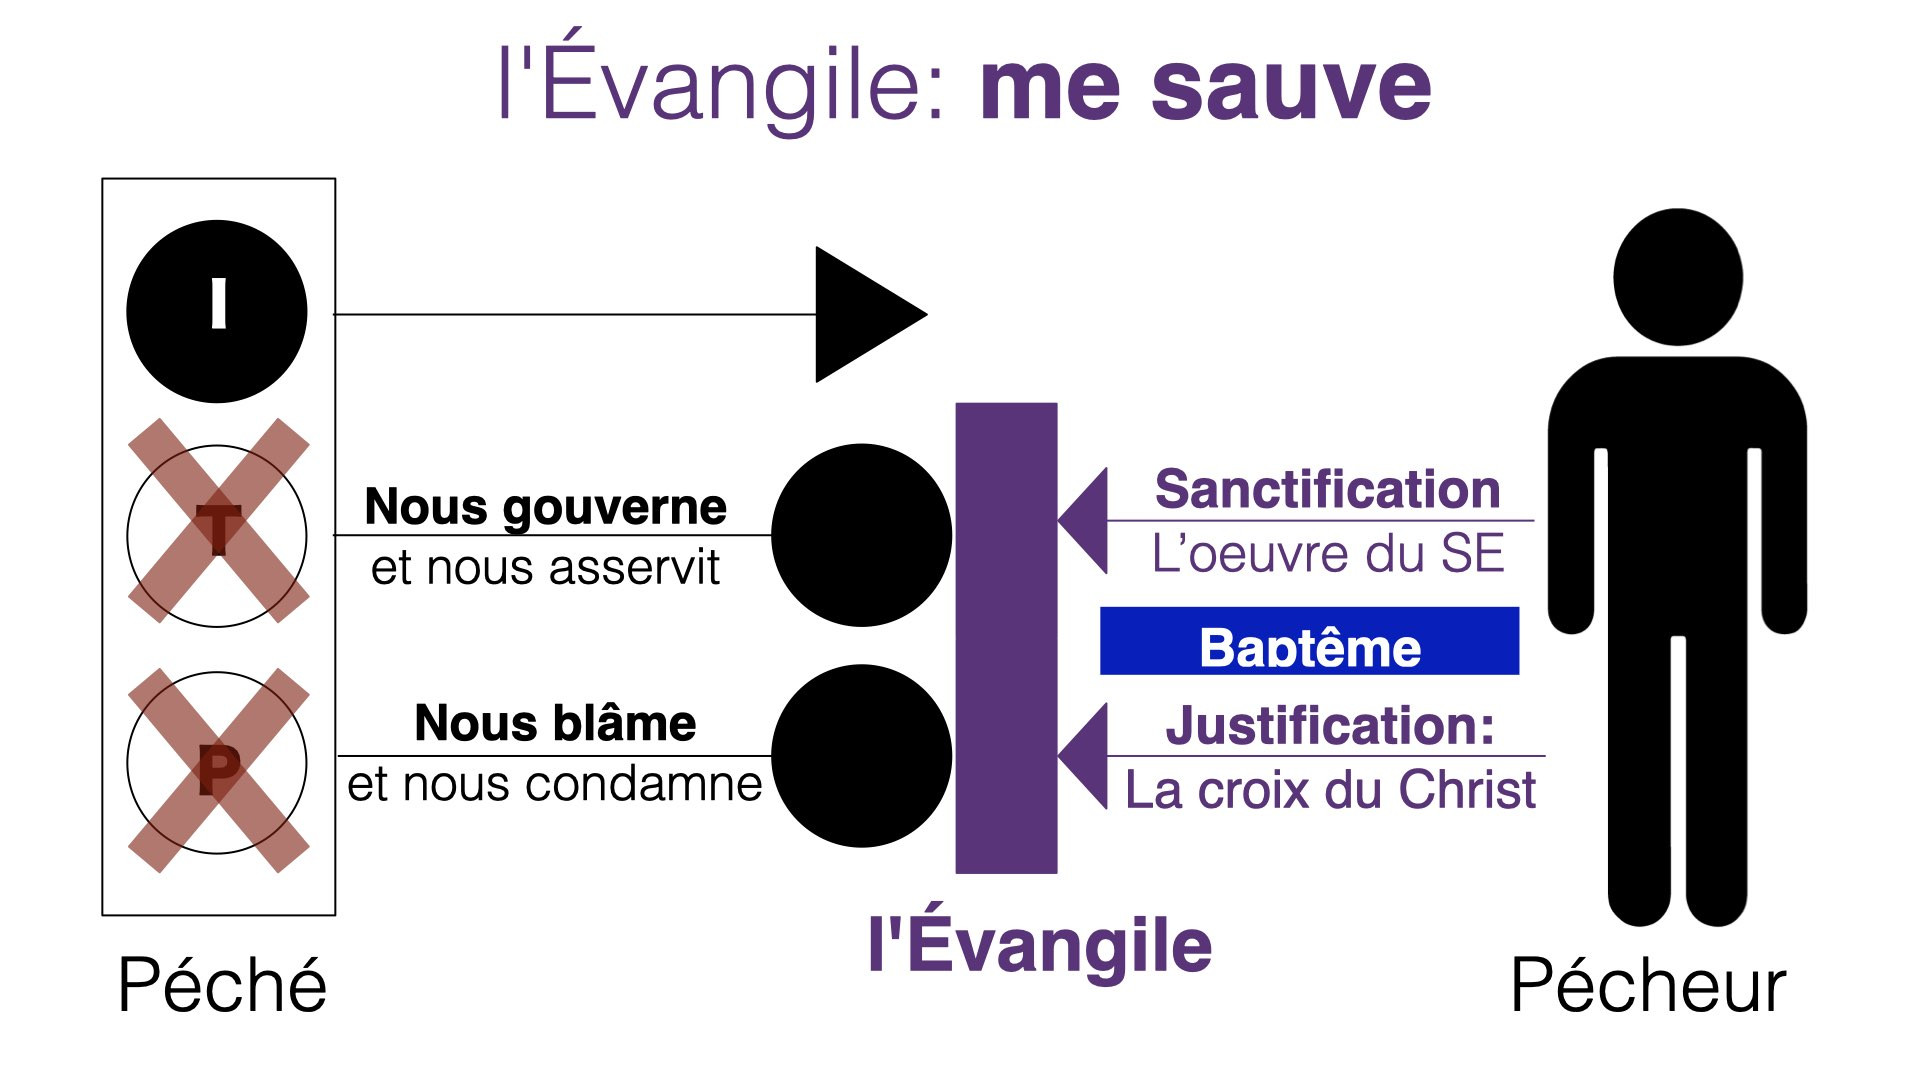 l'Évangile: me sauve
I
T
Nous gouverne
et nous asservit
Sanctification
L’oeuvre du SE
Baptême
P
Nous blâme
et nous condamne
Justification:
La croix du Christ
l'Évangile
Péché
Pécheur